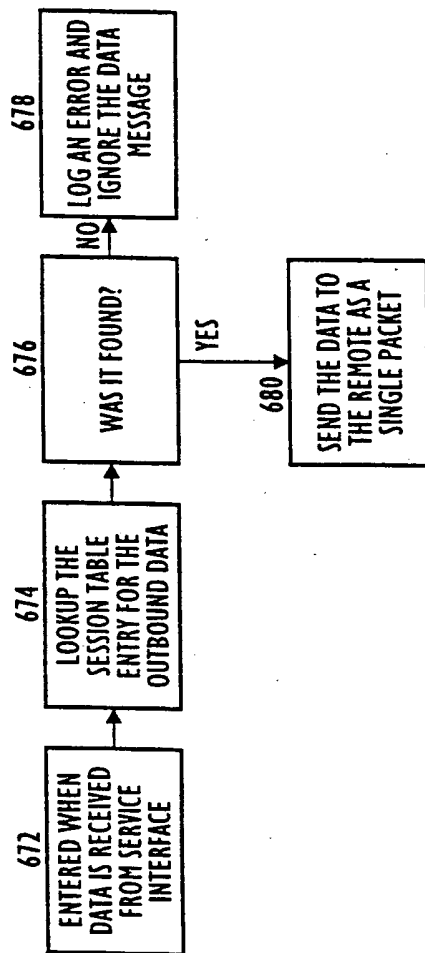 672
ENTERED WHEN
DATA IS RECEIVED
FROM SERVICE
INTERFACE
674
LOOKUP THE
SESSION TABLE
ENTRY FOR THE
OUTBOUND DATA
676
WAS IT FOUND?
NO
678
LOG AN ERROR AND
IGNORE THE DATA
MESSAGE
YES
680
SEND THE DATA TO
THE REMOTE AS A
SINGLE PACKET